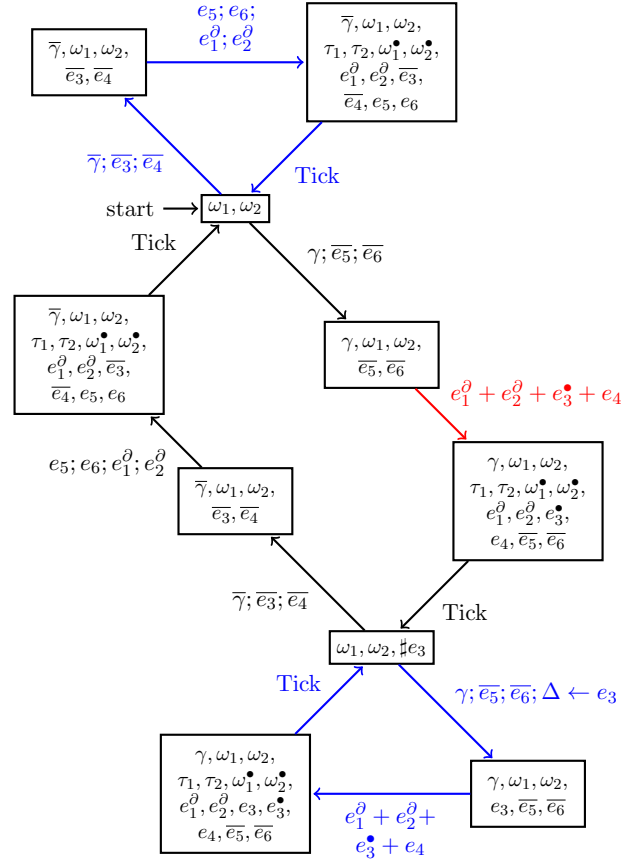 e₅; e₆;
e₁^∂; e₂^∂
γ̅, ω₁, ω₂,
e̅₃̅, e̅₄̅
γ̅, ω₁, ω₂,
τ₁, τ₂, ω₁^•, ω₂^•,
e₁^∂, e₂^∂, e̅₃̅,
e̅₄̅, e₅, e₆
γ̅; e̅₃̅; e̅₄̅
Tick
start
ω₁, ω₂
Tick
γ; e̅₅̅; e̅₆̅
γ̅, ω₁, ω₂,
τ₁, τ₂, ω₁^•, ω₂^•,
e₁^∂, e₂^∂, e̅₃̅,
e̅₄̅, e₅, e₆
γ, ω₁, ω₂,
e̅₅̅, e̅₆̅
e₁^∂ + e₂^∂ + e₃^• + e₄
e₅; e₆; e₁^∂; e₂^∂
γ̅, ω₁, ω₂,
e̅₃̅, e̅₄̅
γ, ω₁, ω₂,
τ₁, τ₂, ω₁^•, ω₂^•,
e₁^∂, e₂^∂, e₃^•,
e₄, e̅₅̅, e̅₆̅
γ̅; e̅₃̅; e̅₄̅
Tick
ω₁, ω₂, ♯e₃
Tick
γ; e̅₅̅; e̅₆̅; Δ ← e₃
γ, ω₁, ω₂,
τ₁, τ₂, ω₁^•, ω₂^•,
e₁^∂, e₂^∂, e₃, e₃^•,
e₄, e̅₅̅, e̅₆̅
γ, ω₁, ω₂,
e₃, e̅₅̅, e̅₆̅
e₁^∂ + e₂^∂+
e₃^• + e₄